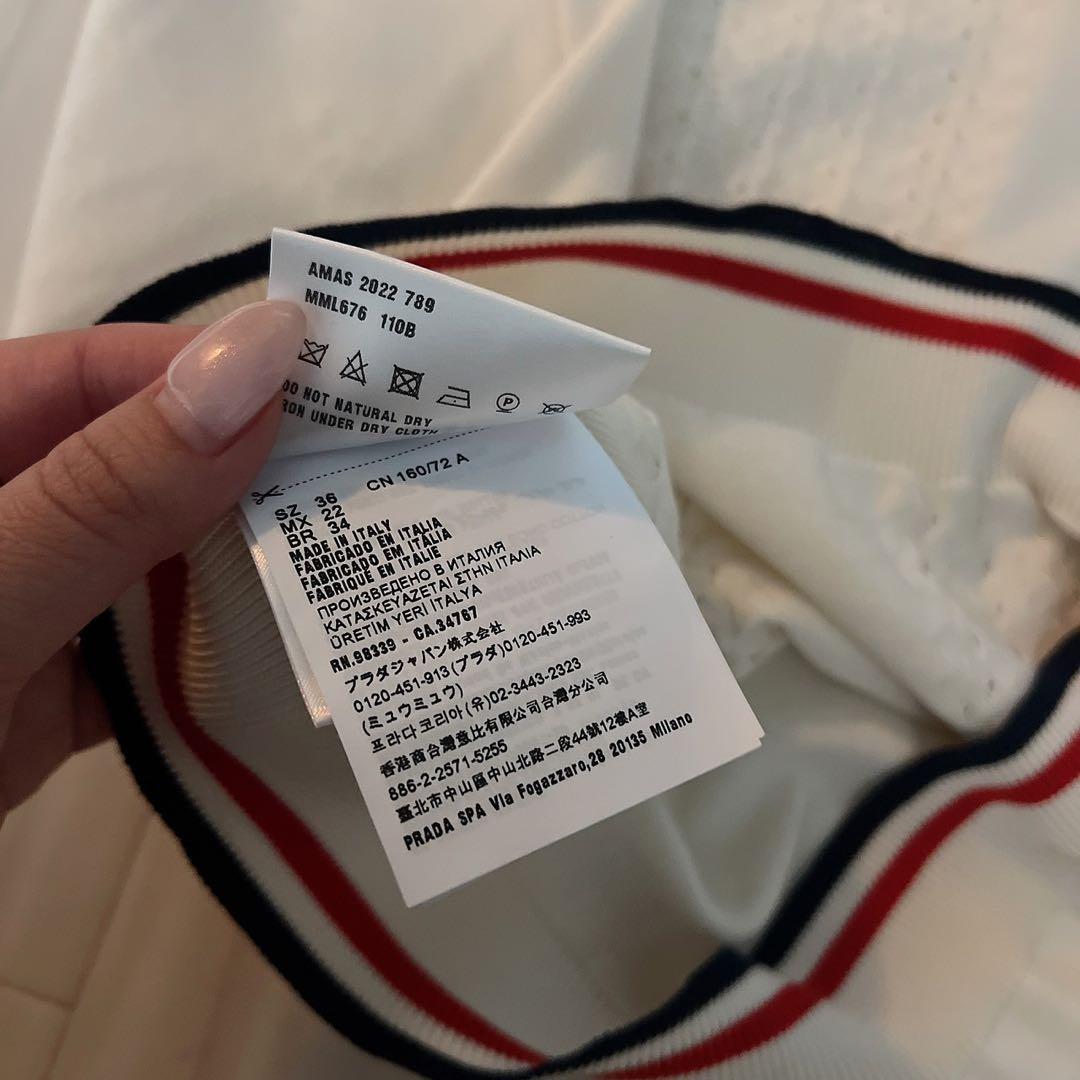 AMAS 2022 789
MML676 110B
DO NOT NATURAL DRY
IRON UNDER DRY CLOTH
SZ 36 CN 160/72 A
MX 22
BR 34
MADE IN ITALY
FABRICADO EN ITALIA
FABRICADO EM ITÁLIA
FABRIQUÉ EN ITALIE
ПРОИЗВЕДЕНО В ИТАЛИЯ
ΚΑΤΑΣΚΕΥΑΖΕΤΑΙ ΣΤΗΝ ΙΤΑΛΙΑ
ÜRETIM YERİ İTALYA
RN.98339 - CA.34767
プラダジャパン株式会社
0120-451-913(プラダ)0120-451-993
(ミュウミュウ)
프라다코리아(유)02-3443-2323
香港商台灣意比有限公司台灣分公司
886-2-2571-5255
臺北市中山區中山北路二段44號12樓A室
PRADA SPA Via Fogazzaro,28 20135 Milano